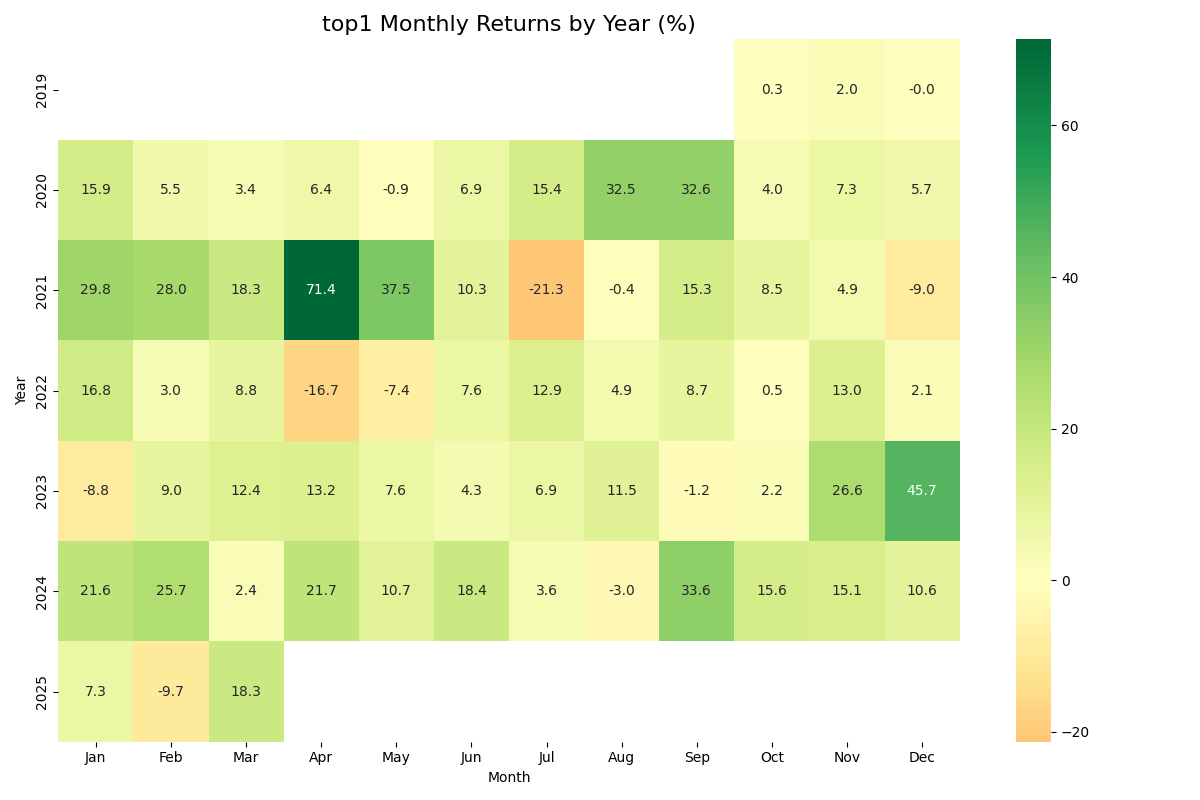 top1 Monthly Returns by Year (%)
2019 0.3 2.0 -0.0
2020 15.9 5.5 3.4 6.4 -0.9 6.9 15.4 32.5 32.6 4.0 7.3 5.7
2021 29.8 28.0 18.3 71.4 37.5 10.3 -21.3 -0.4 15.3 8.5 4.9 -9.0
2022 16.8 3.0 8.8 -16.7 -7.4 7.6 12.9 4.9 8.7 0.5 13.0 2.1
2023 -8.8 9.0 12.4 13.2 7.6 4.3 6.9 11.5 -1.2 2.2 26.6 45.7
2024 21.6 25.7 2.4 21.7 10.7 18.4 3.6 -3.0 33.6 15.6 15.1 10.6
2025 7.3 -9.7 18.3
Year
Jan Feb Mar Apr May Jun Jul Aug Sep Oct Nov Dec
Month
60
40
20
0
−20